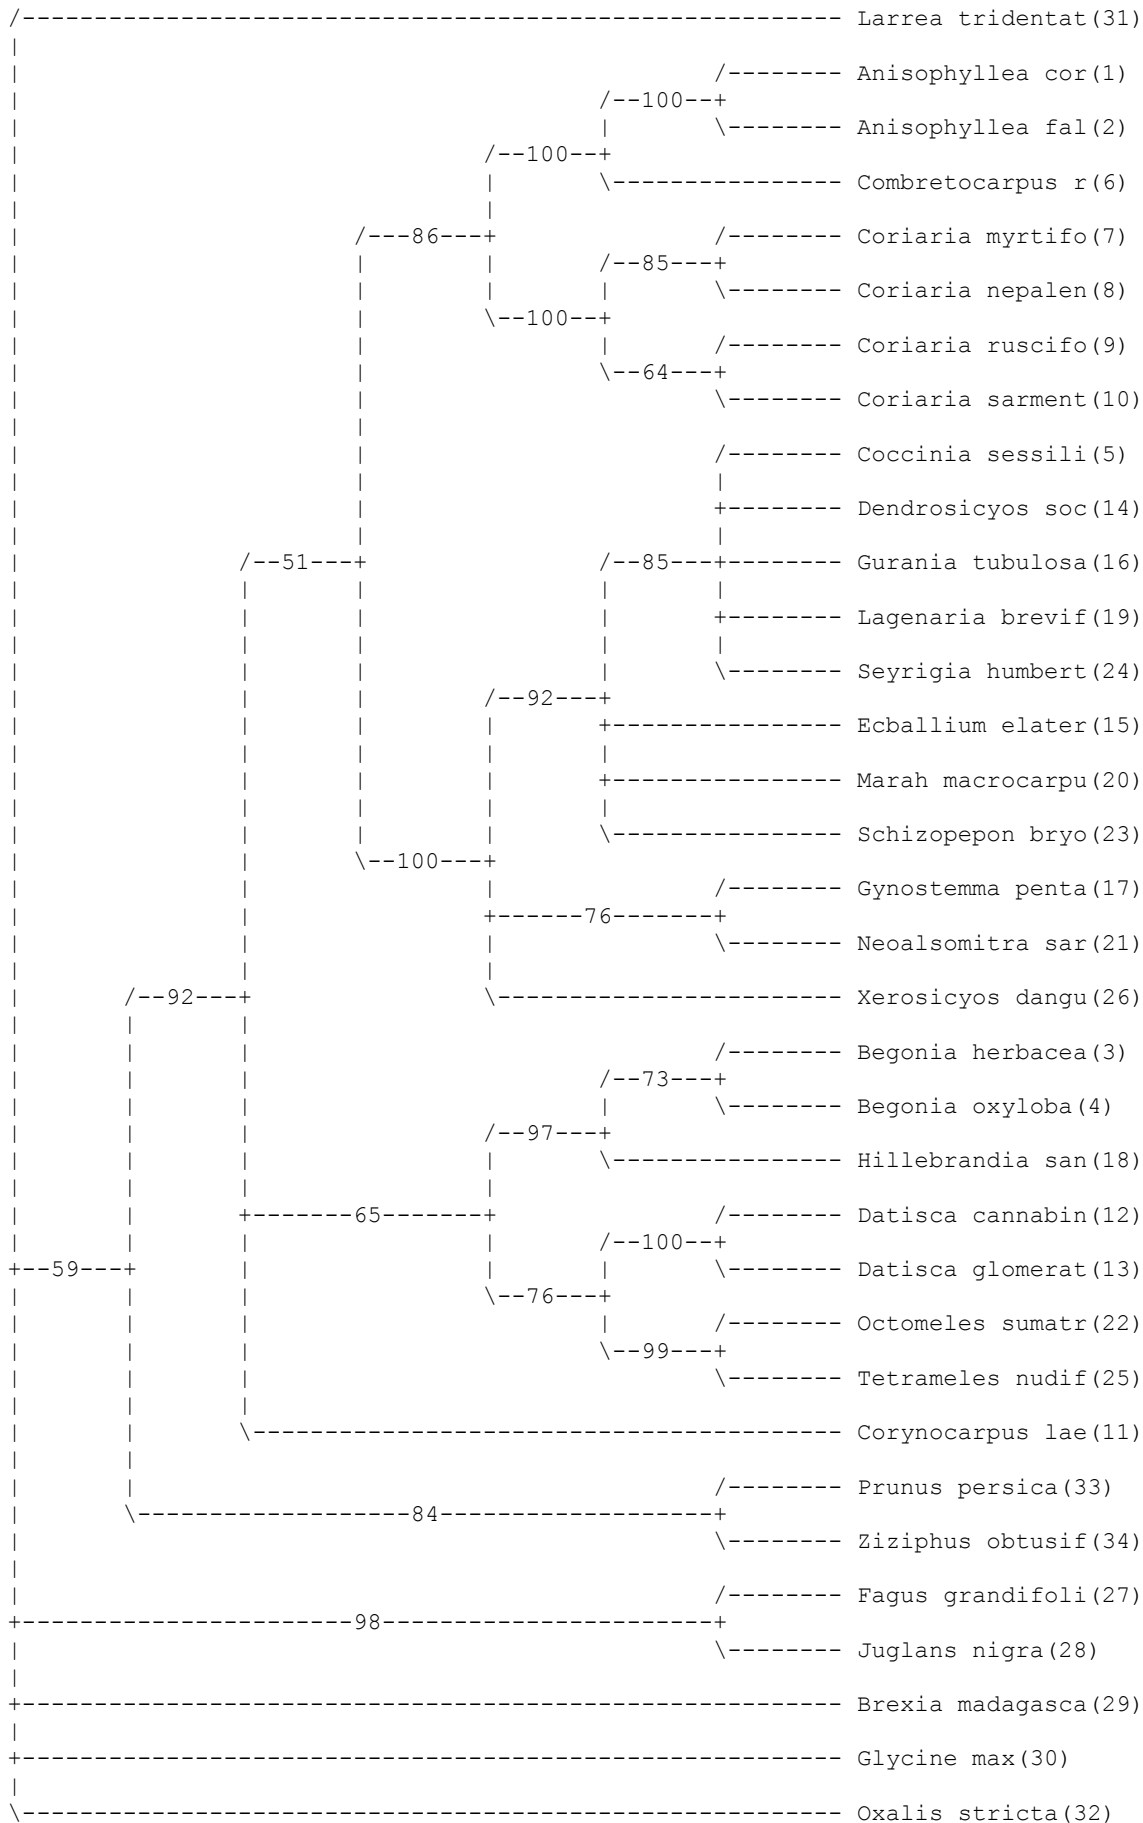 Larrea tridentat(31)
Anisophyllea cor(1)
100
Anisophyllea fal(2)
100
Combretocarpus r(6)
86
Coriaria myrtifo(7)
85
Coriaria nepalen(8)
100
Coriaria ruscifo(9)
64
Coriaria sarment(10)
Coccinia sessili(5)
Dendrosicyos soc(14)
51 85 Gurania tubulosa(16)
Lagenaria brevif(19)
Seyrigia humbert(24)
92
Ecballium elater(15)
Marah macrocarpu(20)
Schizopepon bryo(23)
100
Gynostemma penta(17)
76
Neoalsomitra sar(21)
92 Xerosicyos dangu(26)
Begonia herbacea(3)
73
Begonia oxyloba(4)
97
Hillebrandia san(18)
65 Datisca cannabin(12)
100
59 Datisca glomerat(13)
76
Octomeles sumatr(22)
99
Tetrameles nudif(25)
Corynocarpus lae(11)
Prunus persica(33)
84
Ziziphus obtusif(34)
Fagus grandifoli(27)
98
Juglans nigra(28)
Brexia madagasca(29)
Glycine max(30)
Oxalis stricta(32)